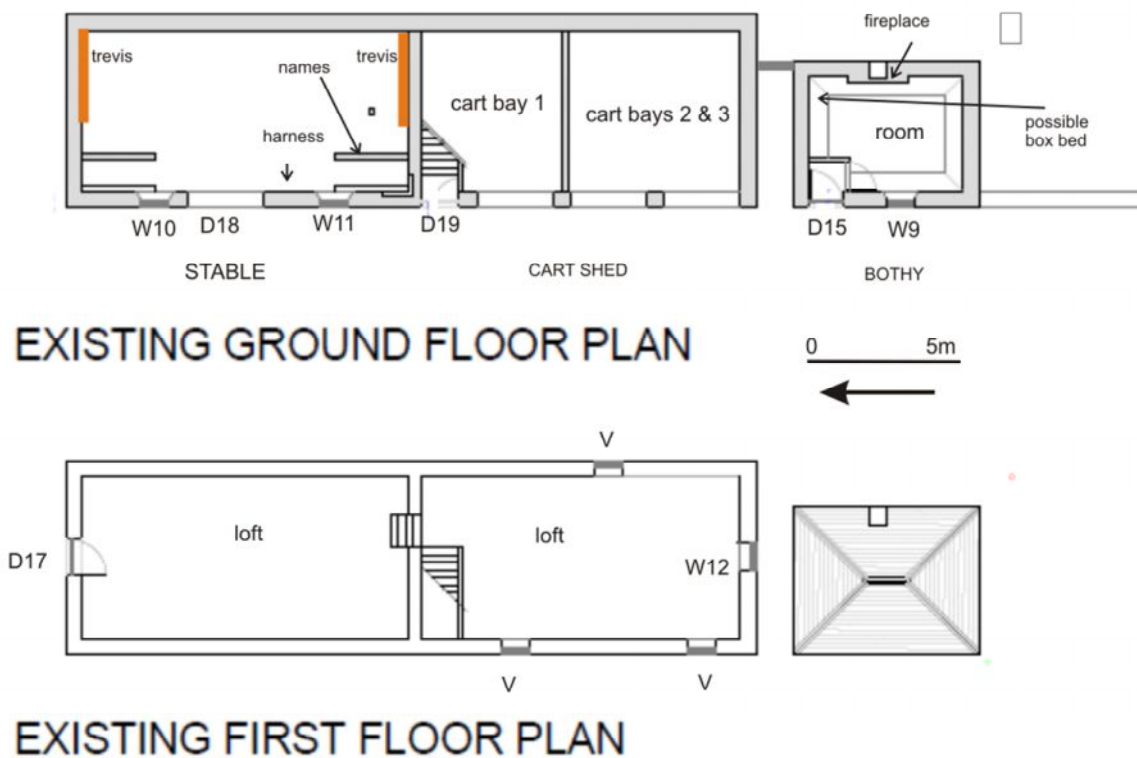 fireplace
trevis
trevis
names
cart bay 1
cart bays 2 & 3
room
possible
box bed
harness
W10
D18
W11
D19
D15
W9
STABLE
CART SHED
BOTHY
EXISTING GROUND FLOOR PLAN
0 5m
V
loft
loft
D17
W12
V
V
EXISTING FIRST FLOOR PLAN